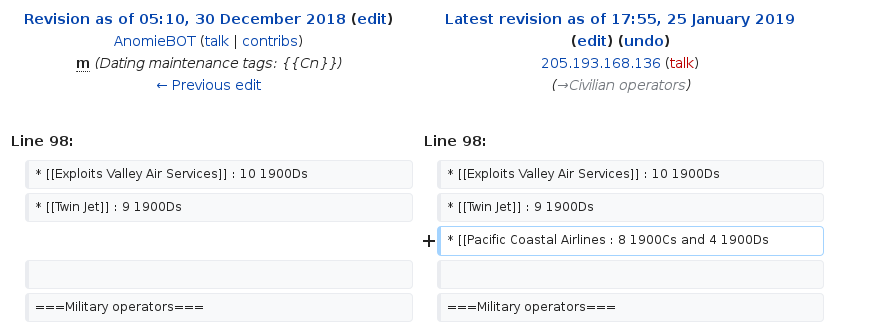 Revision as of 05:10, 30 December 2018 (edit)
AnomieBOT (talk | contribs)
m (Dating maintenance tags: {{Cn}})
← Previous edit
Latest revision as of 17:55, 25 January 2019
(edit) (undo)
205.193.168.136 (talk)
(→Civilian operators)
Line 98:
Line 98:
* [[Exploits Valley Air Services]] : 10 1900Ds
* [[Exploits Valley Air Services]] : 10 1900Ds
* [[Twin Jet]] : 9 1900Ds
* [[Twin Jet]] : 9 1900Ds
+ * [[Pacific Coastal Airlines : 8 1900Cs and 4 1900Ds
===Military operators===
===Military operators===